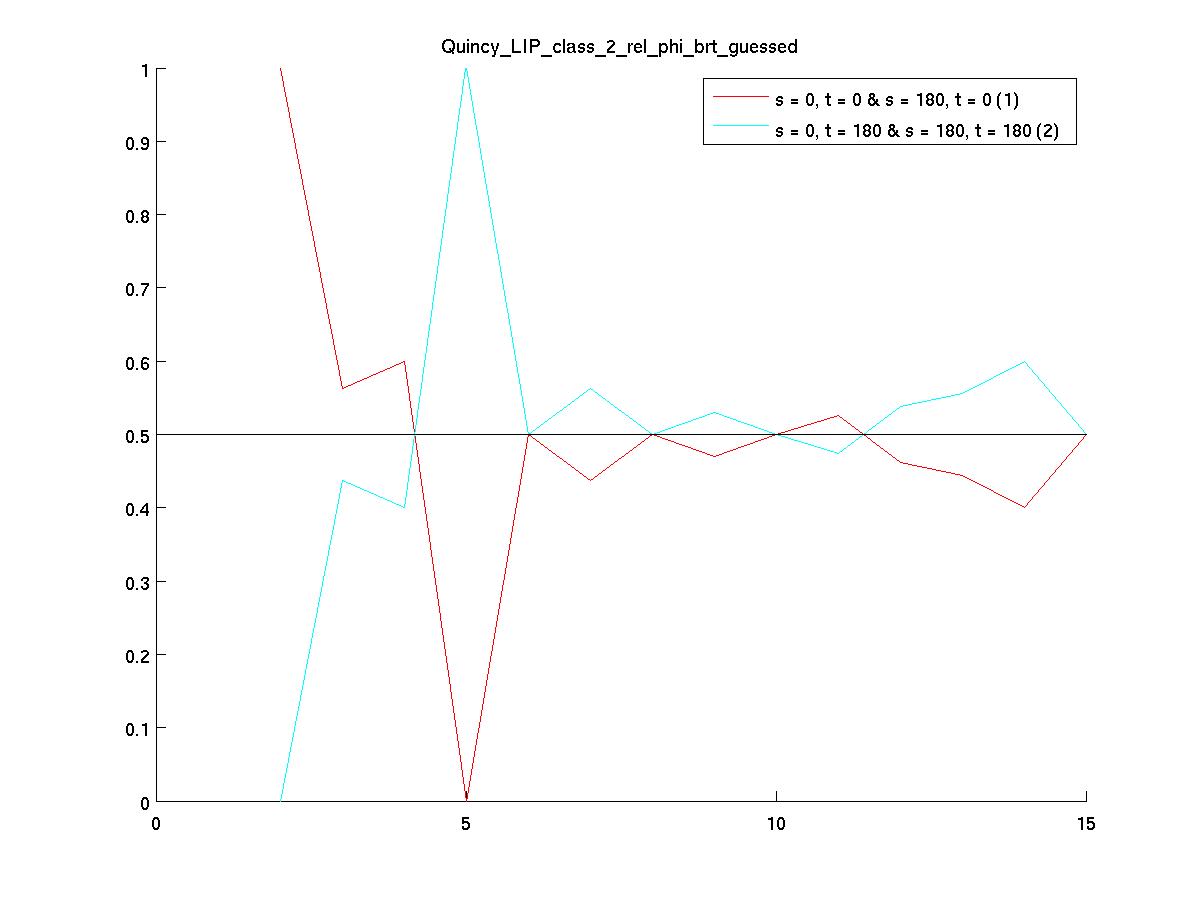 Quincy_LIP_class_2_rel_phi_brt_guessed
s = 0, t = 0 & s = 180, t = 0 (1)
s = 0, t = 180 & s = 180, t = 180 (2)
1
0.9
0.8
0.7
0.6
0.5
0.4
0.3
0.2
0.1
0
0 5 10 15